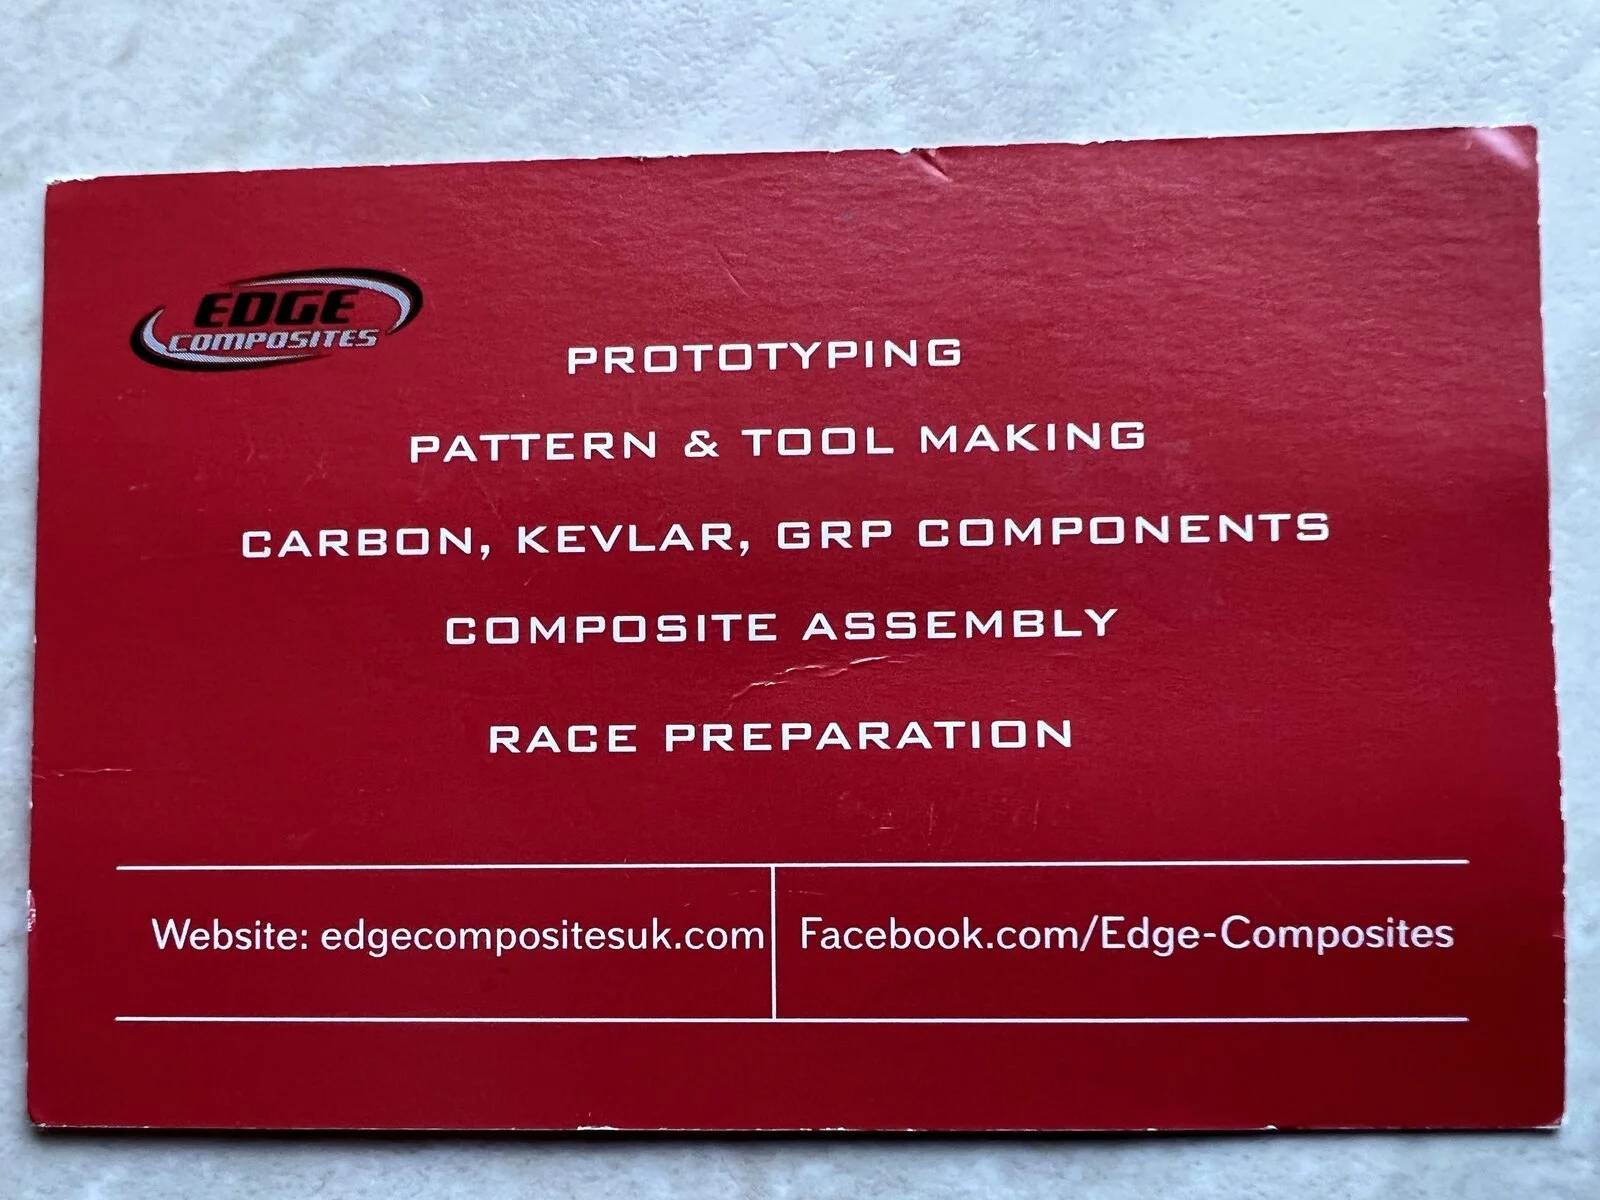 EDGE
COMPOSITES
PROTOTYPING
PATTERN & TOOL MAKING
CARBON, KEVLAR, GRP COMPONENTS
COMPOSITE ASSEMBLY
RACE PREPARATION
Website: edgecompositesuk.com
Facebook.com/Edge-Composites